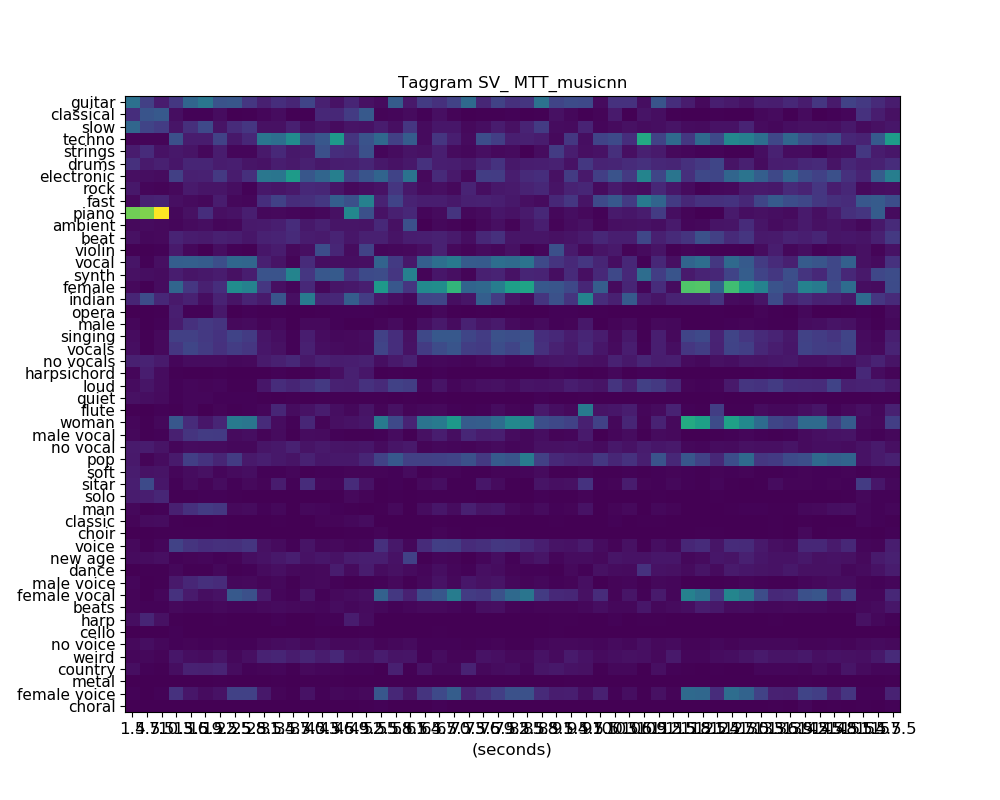 Taggram SV_ MTT_musicnn
guitar
classical
slow
techno
strings
drums
electronic
rock
fast
piano
ambient
beat
violin
vocal
synth
female
indian
opera
male
singing
vocals
no vocals
harpsichord
loud
quiet
flute
woman
male vocal
no vocal
pop
soft
sitar
solo
man
classic
choir
voice
new age
dance
male voice
female vocal
beats
harp
cello
no voice
weird
country
metal
female voice
choral
(seconds)